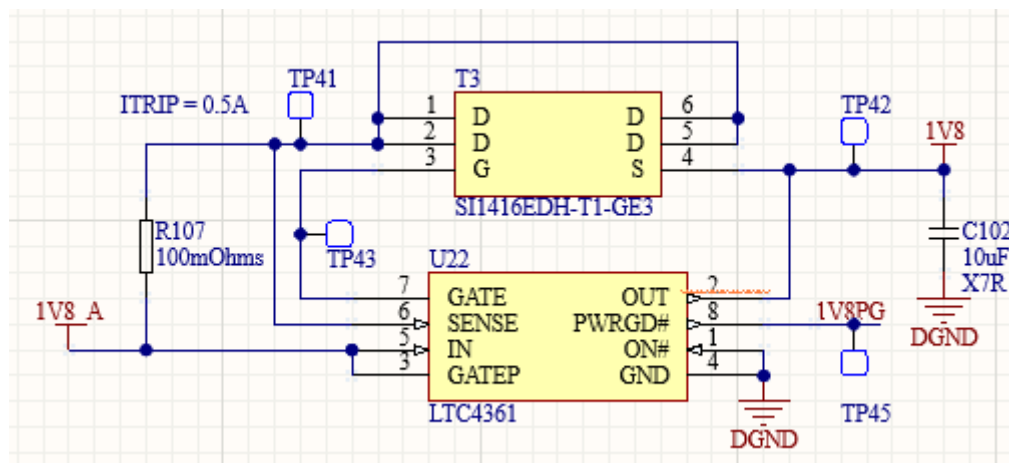 TP41
T3
TP42
ITRIP = 0.5A
1V8
1 D D 6
2 D D 5
3 G S 4
SI1416EDH-T1-GE3
R107
100mOhms
TP43
U22
C102
10uF
X7R
7 GATE OUT 2
6 SENSE PWRGD# 8
5 IN ON# 1
3 GATEP GND 4
1V8_A
1V8PG
DGND
LTC4361
DGND
TP45